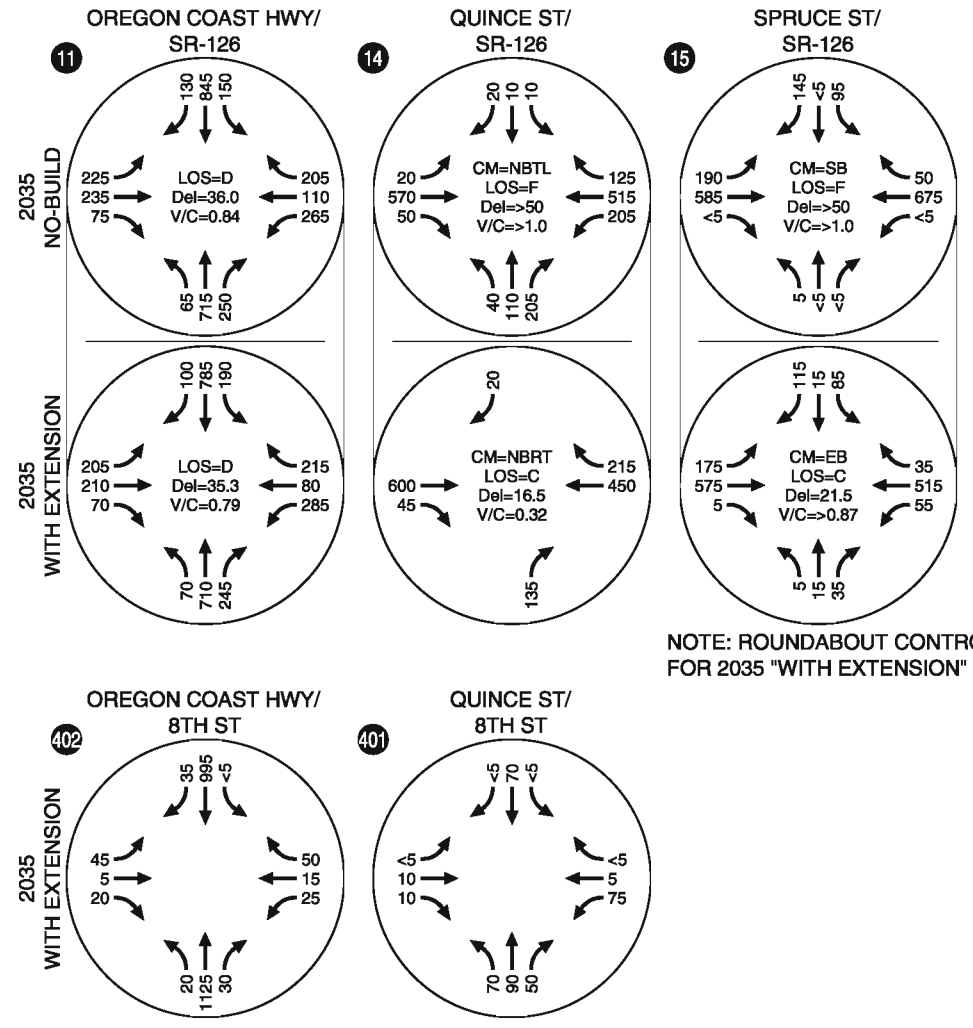 OREGON COAST HWY/
SR-126
QUINCE ST/
SR-126
SPRUCE ST/
SR-126
11
14
15
2035
NO-BUILD
130 845 150
225
235
75
LOS=D
Del=36.0
V/C=0.84
205
110
265
65 715 250
20 10 10
20
570
50
CM=NBTL
LOS=F
Del=>50
V/C=>1.0
125
515
205
40 110 205
145 <5 95
190
585
<5
CM=SB
LOS=F
Del=>50
V/C=>1.0
50
675
<5
5 <5 <5
2035
WITH EXTENSION
100 785 190
205
210
70
LOS=D
Del=35.3
V/C=0.79
215
80
285
70 710 245
20
600
45
CM=NBRT
LOS=C
Del=16.5
V/C=0.32
215
450
135
115 15 85
175
575
5
CM=EB
LOS=C
Del=21.5
V/C=>0.87
35
515
55
5 15 35
NOTE: ROUNDABOUT CONTRO
FOR 2035 "WITH EXTENSION"
OREGON COAST HWY/
8TH ST
QUINCE ST/
8TH ST
402
401
2035
WITH EXTENSION
35 995 <5
45
5
20
50
15
25
20 1125 30
<5 70 <5
<5
10
10
<5
5
75
70 90 50